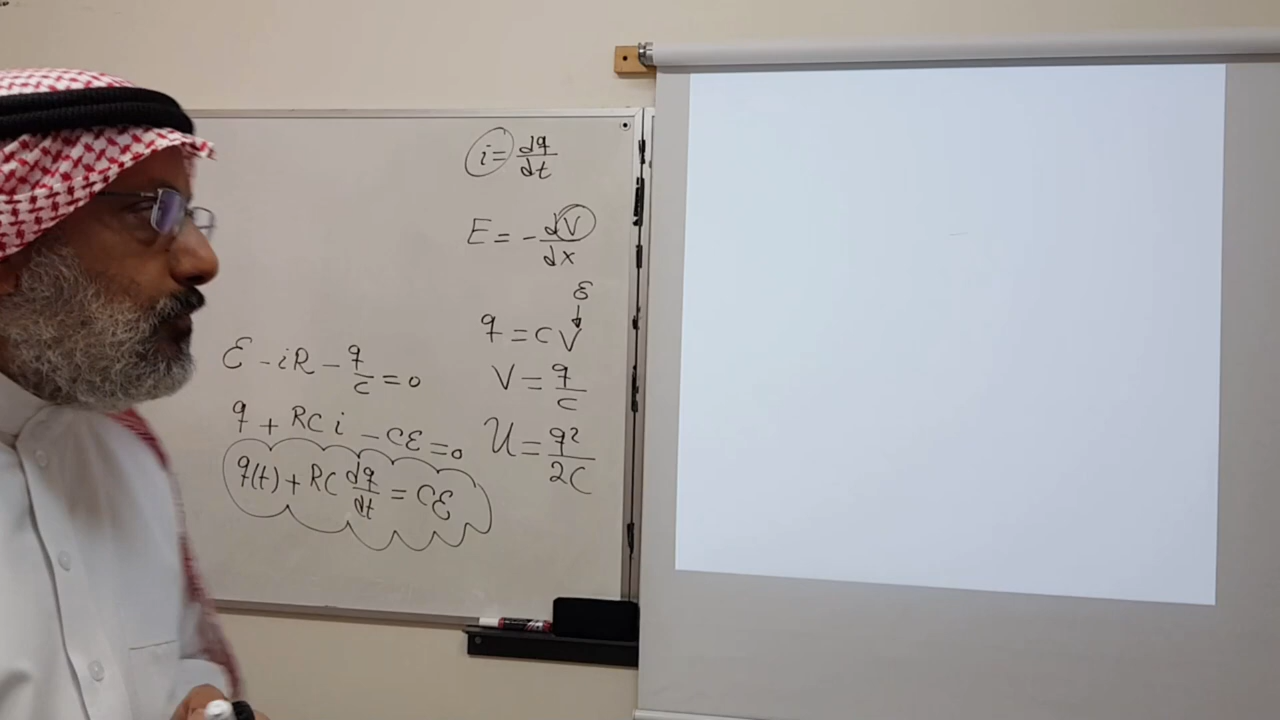 i = dq/dt
E = - dV/dx
ε
q = CV
V = q/C
U = q²/2C
ε - iR - q/C = 0
q + RC i - Cε = 0
q(t) + RC dq/dt = Cε